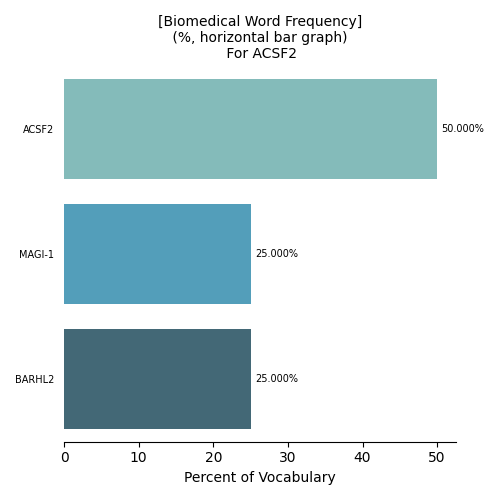 [Biomedical Word Frequency]
(%, horizontal bar graph)
For ACSF2
ACSF2
50.000%
MAGI-1
25.000%
BARHL2
25.000%
0 10 20 30 40 50
Percent of Vocabulary